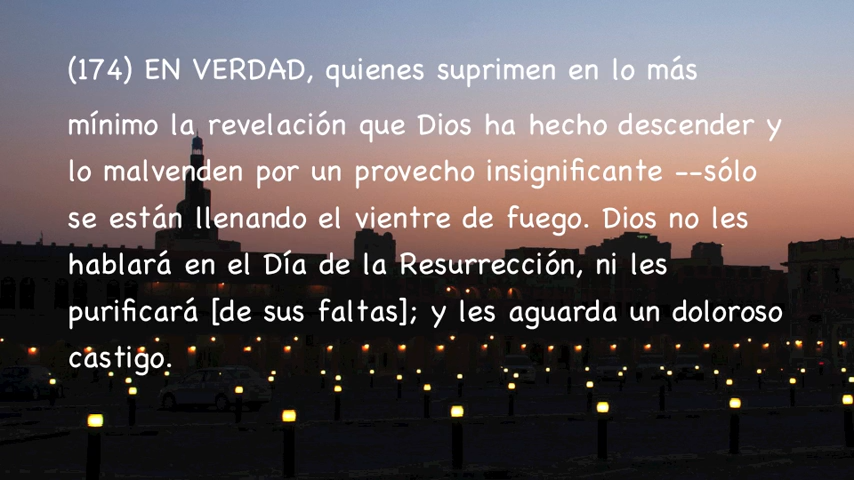 (174) EN VERDAD, quienes suprimen en lo más
mínimo la revelación que Dios ha hecho descender y
lo malvenden por un provecho insignificante --sólo
se están llenando el vientre de fuego. Dios no les
hablará en el Día de la Resurrección, ni les
purificará [de sus faltas]; y les aguarda un doloroso
castigo.